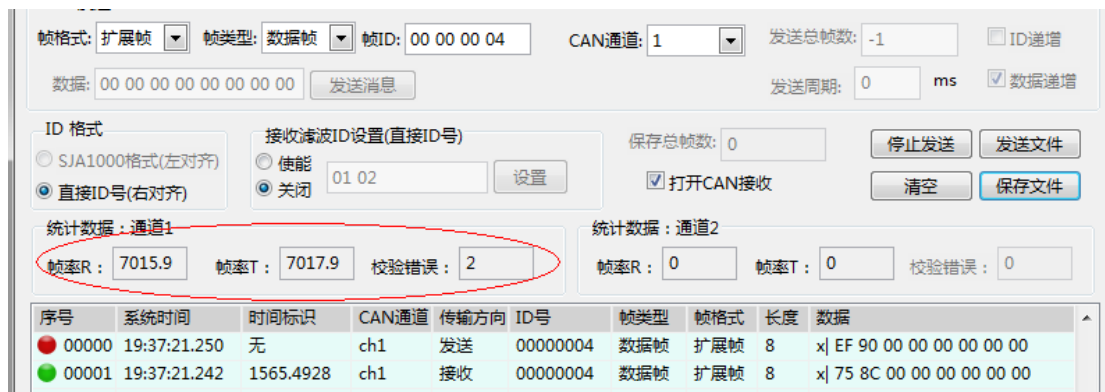 帧格式: 扩展帧 帧类型: 数据帧 帧ID: 00 00 00 04 CAN通道: 1 发送总帧数: -1 ID递增
数据: 00 00 00 00 00 00 00 00 发送消息 发送周期: 0 ms 数据递增
ID 格式 接收滤波ID设置(直接ID号) 保存总帧数: 0 停止发送 发送文件
SJA1000格式(左对齐) 使能 01 02 设置
直接ID号(右对齐) 关闭 打开CAN接收 清空 保存文件
统计数据：通道1 统计数据：通道2
帧率R： 7015.9 帧率T： 7017.9 校验错误： 2 帧率R： 0 帧率T： 0 校验错误： 0
序号 系统时间 时间标识 CAN通道 传输方向 ID号 帧类型 帧格式 长度 数据
00000 19:37:21.250 无 ch1 发送 00000004 数据帧 扩展帧 8 x| EF 90 00 00 00 00 00 00
00001 19:37:21.242 1565.4928 ch1 接收 00000004 数据帧 扩展帧 8 x| 75 8C 00 00 00 00 00 00